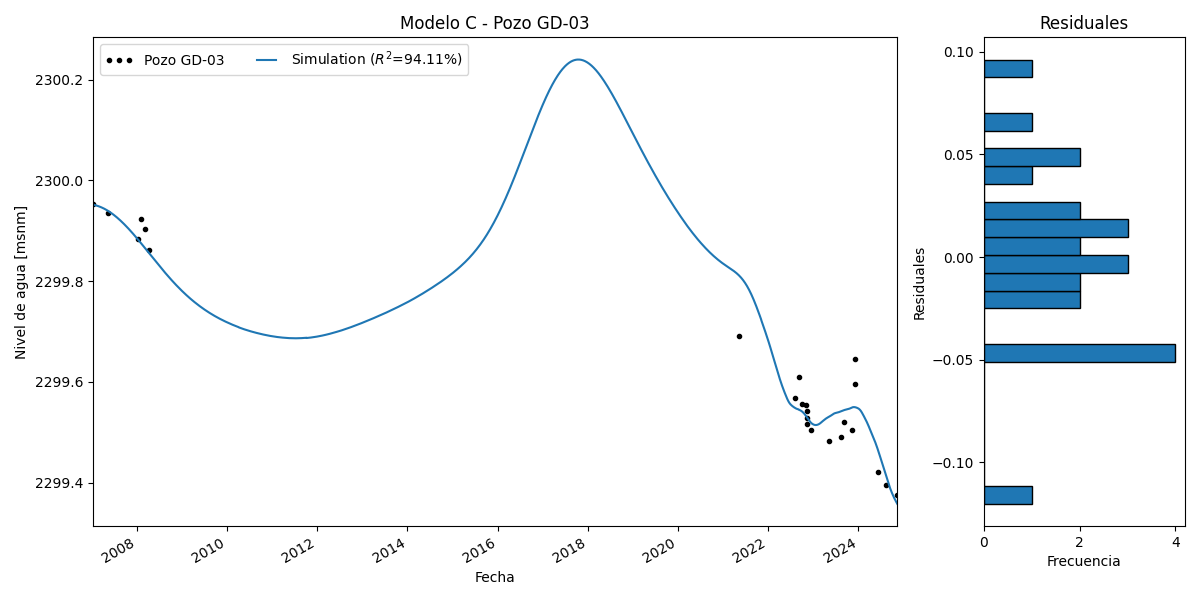 Modelo C - Pozo GD-03
Pozo GD-03
Simulation (R²=94.11%)
Nivel de agua [msnm]
2300.2
2300.0
2299.8
2299.6
2299.4
2008
2010
2012
2014
2016
2018
2020
2022
2024
Fecha
Residuales
Residuales
0.10
0.05
0.00
−0.05
−0.10
0
2
4
Frecuencia